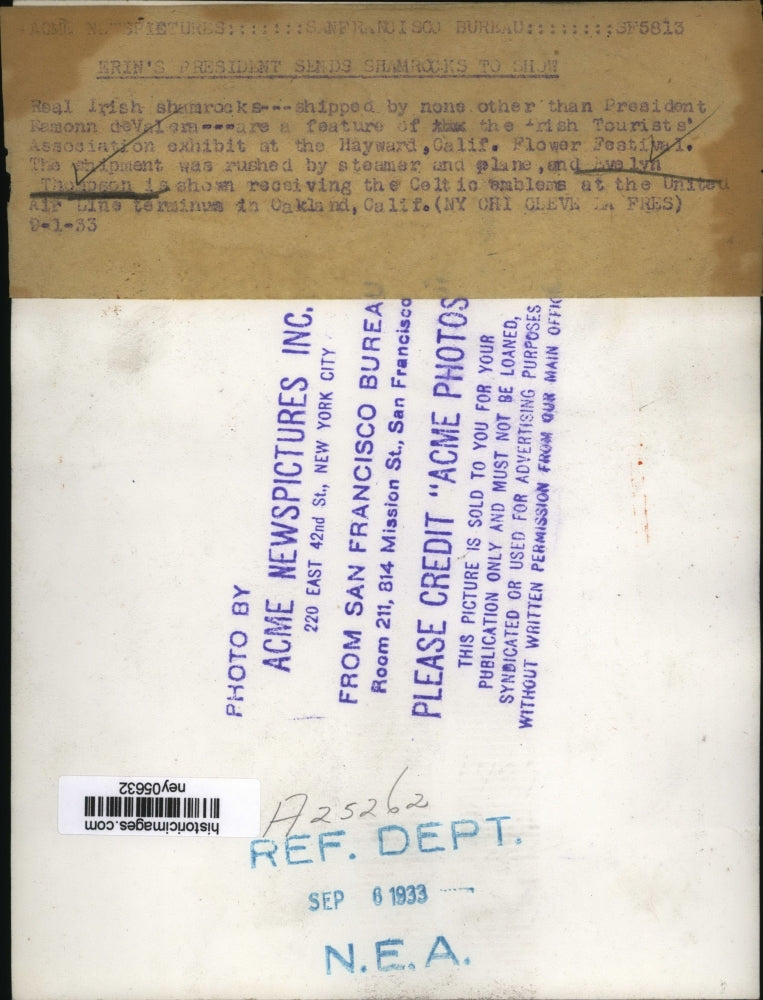 ACME NEWSPICTURES:::::::SANFRANCISCO BUREAU::::::::SF5813
ERIN'S PRESIDENT SENDS SHAMROCKS TO SHOW
Real Irish shamrocks---shipped by none other than President
Eamonn deValera---are a feature of the Irish Tourists'
Association exhibit at the Hayward,Calif. Flower Festival.
The shipment was rushed by steamer and plane,and Evelyn
Thompson is shown receiving the Celtic emblems at the United
Air Line terminus in Oakland,Calif.(NY CHI CLEVE LA FRES)
9-1-33
PHOTO BY
ACME NEWSPICTURES INC.
220 EAST 42nd St., NEW YORK CITY
FROM SAN FRANCISCO BUREAU
Room 211, 814 Mission St., San Francisco
PLEASE CREDIT "ACME PHOTOS
THIS PICTURE IS SOLD TO YOU FOR YOUR
PUBLICATION ONLY AND MUST NOT BE LOANED,
SYNDICATED OR USED FOR ADVERTISING PURPOSES
WITHOUT WRITTEN PERMISSION FROM OUR MAIN OFFIC
historicimages.com
ney05632
A25262
REF. DEPT.
SEP 6 1933
N.E.A.